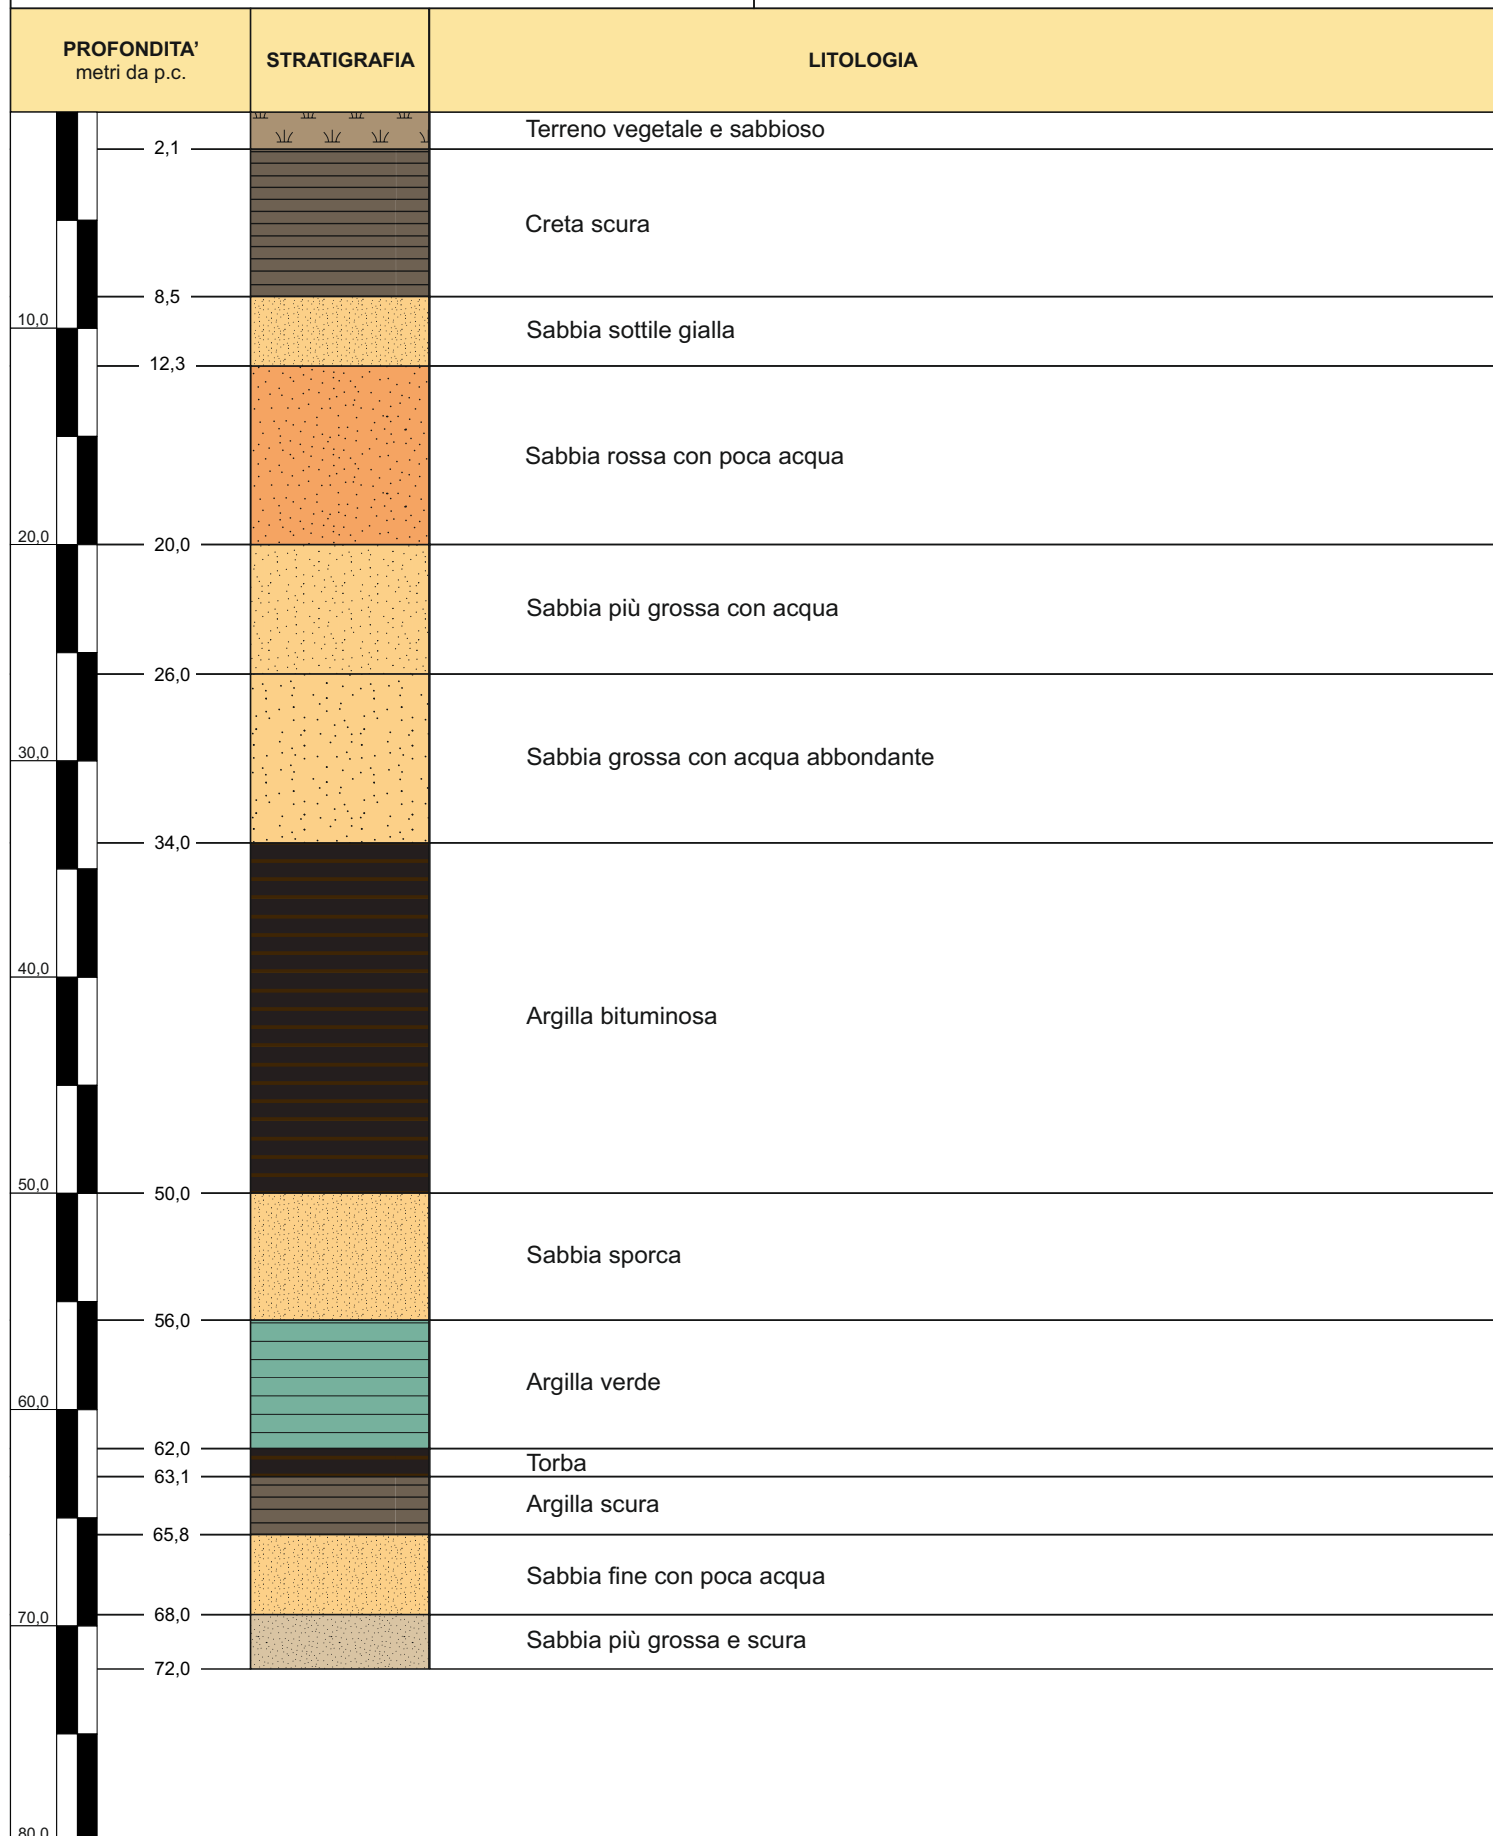 PROFONDITA’
metri da p.c.
STRATIGRAFIA
LITOLOGIA
Terreno vegetale e sabbioso
2,1
Creta scura
8,5
10,0
Sabbia sottile gialla
12,3
Sabbia rossa con poca acqua
20,0
20,0
Sabbia più grossa con acqua
26,0
30,0
Sabbia grossa con acqua abbondante
34,0
40,0
Argilla bituminosa
50,0
50,0
Sabbia sporca
56,0
Argilla verde
60,0
62,0
Torba
63,1
Argilla scura
65,8
Sabbia fine con poca acqua
68,0
70,0
Sabbia più grossa e scura
72,0
80,0